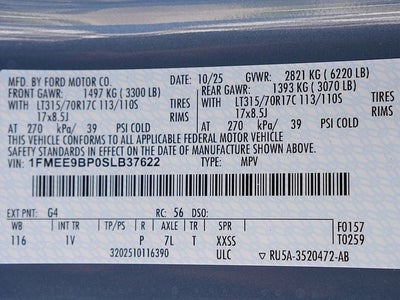 MFD. BY FORD MOTOR CO. DATE: 10/25 GVWR: 2821 KG (6220 LB)
FRONT GAWR: 1497 KG (3300 LB) REAR GAWR: 1393 KG (3070 LB)
WITH LT315/70R17C 113/110S TIRES WITH LT315/70R17C 113/110S TIRES
17x8.5J RIMS 17x8.5J RIMS
AT 270 kPa/ 39 PSI COLD AT 270 kPa/ 39 PSI COLD
THIS VEHICLE CONFORMS TO ALL APPLICABLE FEDERAL MOTOR VEHICLE
SAFETY STANDARDS IN EFFECT ON THE DATE OF MANUFACTURE SHOWN ABOVE.
VIN: 1FMEE9BP0SLB37622 TYPE: MPV
EXT PNT: G4 RC: 56 DSO:
WB INT TR TP/PS R AXLE TR SPR F0157
116 1V P 7L T XXSS T0259
3202510116390 ULC RU5A-3520472-AB